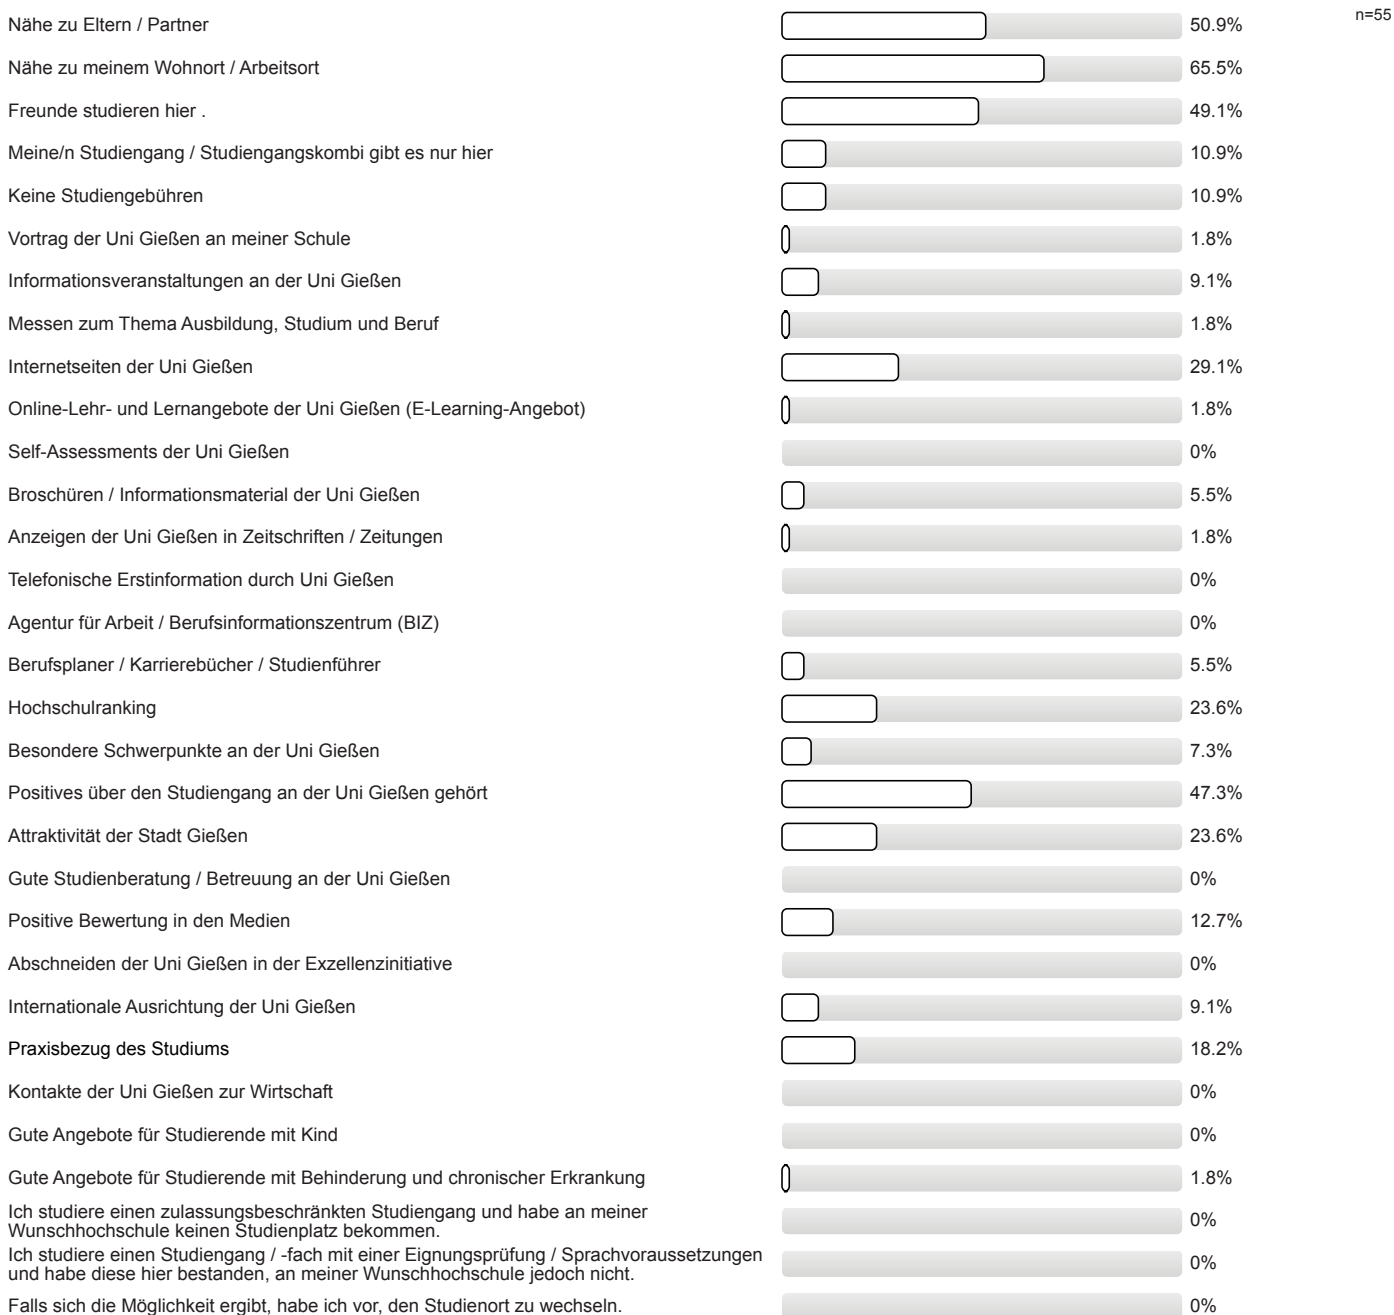 n=55
Nähe zu Eltern / Partner 50.9%
Nähe zu meinem Wohnort / Arbeitsort 65.5%
Freunde studieren hier . 49.1%
Meine/n Studiengang / Studiengangskombi gibt es nur hier 10.9%
Keine Studiengebühren 10.9%
Vortrag der Uni Gießen an meiner Schule 1.8%
Informationsveranstaltungen an der Uni Gießen 9.1%
Messen zum Thema Ausbildung, Studium und Beruf 1.8%
Internetseiten der Uni Gießen 29.1%
Online-Lehr- und Lernangebote der Uni Gießen (E-Learning-Angebot) 1.8%
Self-Assessments der Uni Gießen 0%
Broschüren / Informationsmaterial der Uni Gießen 5.5%
Anzeigen der Uni Gießen in Zeitschriften / Zeitungen 1.8%
Telefonische Erstinformation durch Uni Gießen 0%
Agentur für Arbeit / Berufsinformationszentrum (BIZ) 0%
Berufsplaner / Karrierebücher / Studienführer 5.5%
Hochschulranking 23.6%
Besondere Schwerpunkte an der Uni Gießen 7.3%
Positives über den Studiengang an der Uni Gießen gehört 47.3%
Attraktivität der Stadt Gießen 23.6%
Gute Studienberatung / Betreuung an der Uni Gießen 0%
Positive Bewertung in den Medien 12.7%
Abschneiden der Uni Gießen in der Exzellenzinitiative 0%
Internationale Ausrichtung der Uni Gießen 9.1%
Praxisbezug des Studiums 18.2%
Kontakte der Uni Gießen zur Wirtschaft 0%
Gute Angebote für Studierende mit Kind 0%
Gute Angebote für Studierende mit Behinderung und chronischer Erkrankung 1.8%
Ich studiere einen zulassungsbeschränkten Studiengang und habe an meiner
Wunschhochschule keinen Studienplatz bekommen. 0%
Ich studiere einen Studiengang / -fach mit einer Eignungsprüfung / Sprachvoraussetzungen
und habe diese hier bestanden, an meiner Wunschhochschule jedoch nicht. 0%
Falls sich die Möglichkeit ergibt, habe ich vor, den Studienort zu wechseln. 0%